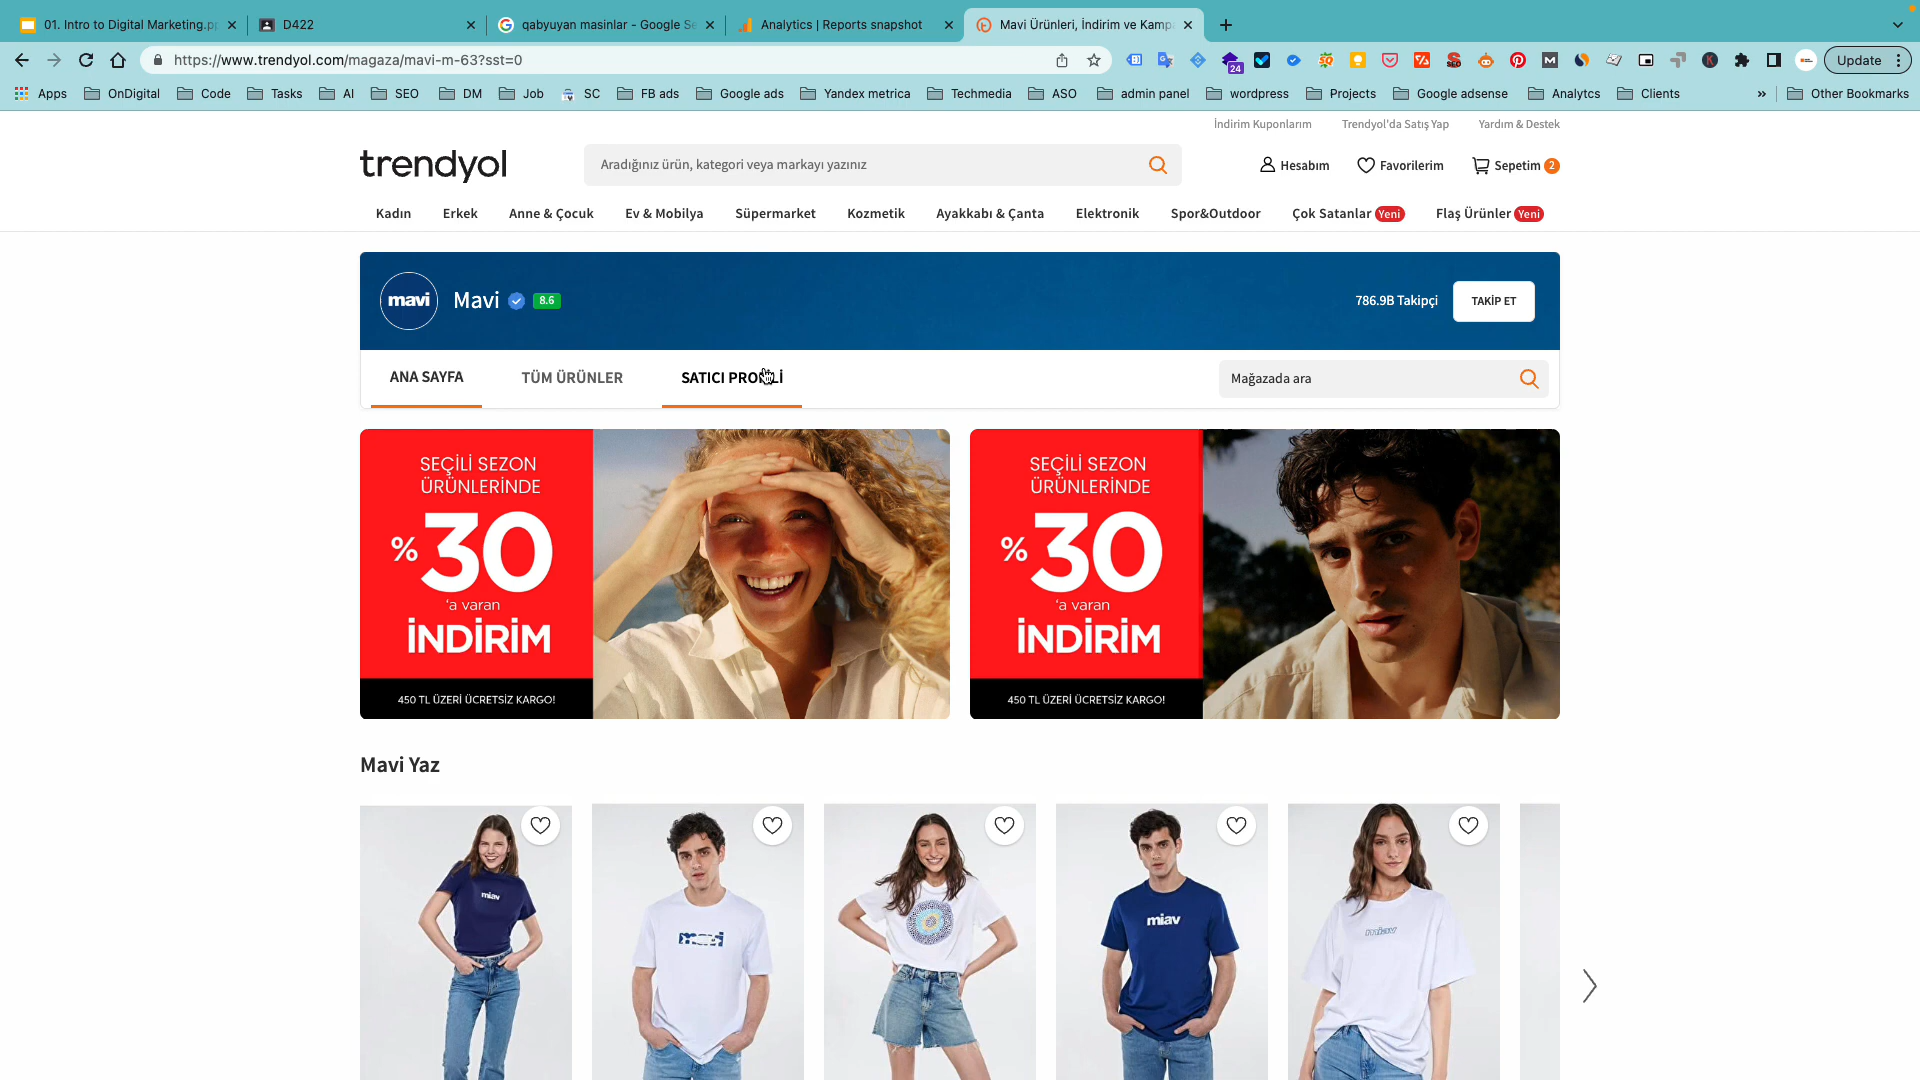 01. Intro to Digital Marketing.pp
D422
qabyuyan masinlar - Google Se
Analytics | Reports snapshot
Mavi Ürünleri, İndirim ve Kampa
https://www.trendyol.com/magaza/mavi-m-63?sst=0
24
Update
Apps
OnDigital
Code
Tasks
AI
SEO
DM
Job
SC
FB ads
Google ads
Yandex metrica
Techmedia
ASO
admin panel
wordpress
Projects
Google adsense
Analytcs
Clients
»
Other Bookmarks
İndirim Kuponlarım
Trendyol'da Satış Yap
Yardım & Destek
trendyol
Aradığınız ürün, kategori veya markayı yazınız
Hesabım
Favorilerim
Sepetim 2
Kadın
Erkek
Anne & Çocuk
Ev & Mobilya
Süpermarket
Kozmetik
Ayakkabı & Çanta
Elektronik
Spor&Outdoor
Çok Satanlar Yeni
Flaş Ürünler Yeni
mavi
Mavi
8.6
786.9B Takipçi
TAKİP ET
ANA SAYFA
TÜM ÜRÜNLER
SATICI PROFİLİ
Mağazada ara
SEÇİLİ SEZON
ÜRÜNLERİNDE
%30
'a varan
İNDİRİM
450 TL ÜZERİ ÜCRETSİZ KARGO!
SEÇİLİ SEZON
ÜRÜNLERİNDE
%30
'a varan
İNDİRİM
450 TL ÜZERİ ÜCRETSİZ KARGO!
Mavi Yaz
miav
mavi
miav
miav